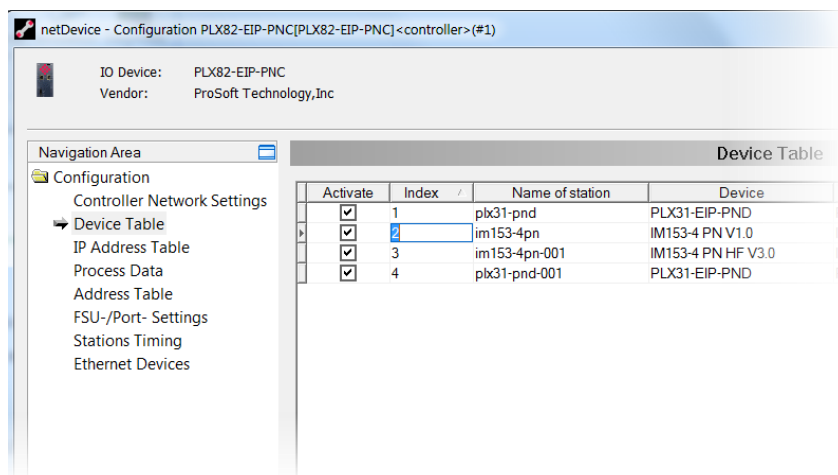 netDevice - Configuration PLX82-EIP-PNC[PLX82-EIP-PNC]<controller>(#1)
IO Device: PLX82-EIP-PNC
Vendor: ProSoft Technology,Inc
Navigation Area
Configuration
Controller Network Settings
Device Table
IP Address Table
Process Data
Address Table
FSU-/Port- Settings
Stations Timing
Ethernet Devices
Device Table
Activate Index Name of station Device
1 plx31-pnd PLX31-EIP-PND
2 im153-4pn IM153-4 PN V1.0
3 im153-4pn-001 IM153-4 PN HF V3.0
4 plx31-pnd-001 PLX31-EIP-PND